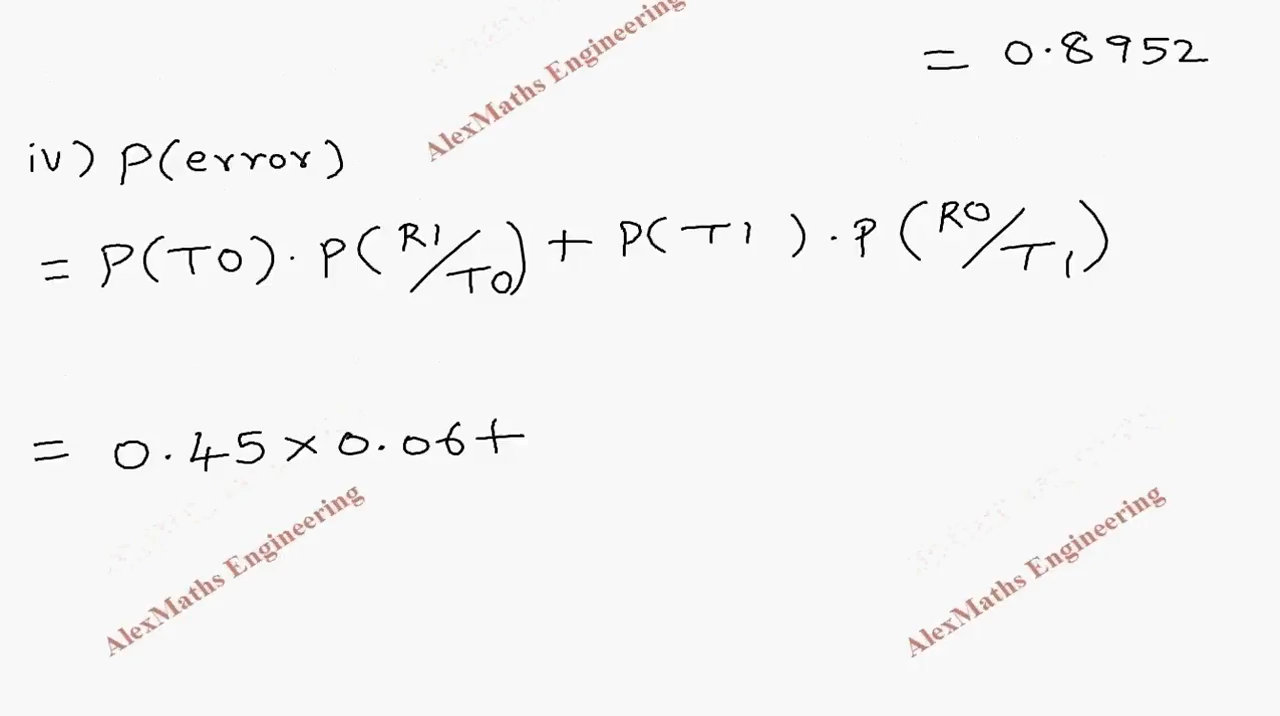 = 0.8952
AlexMaths Engineering
iv) P(error)
= P(T0) . P(R1/T0) + P(T1) . P(R0/T1)
= 0.45 × 0.06 +
AlexMaths Engineering
AlexMaths Engineering